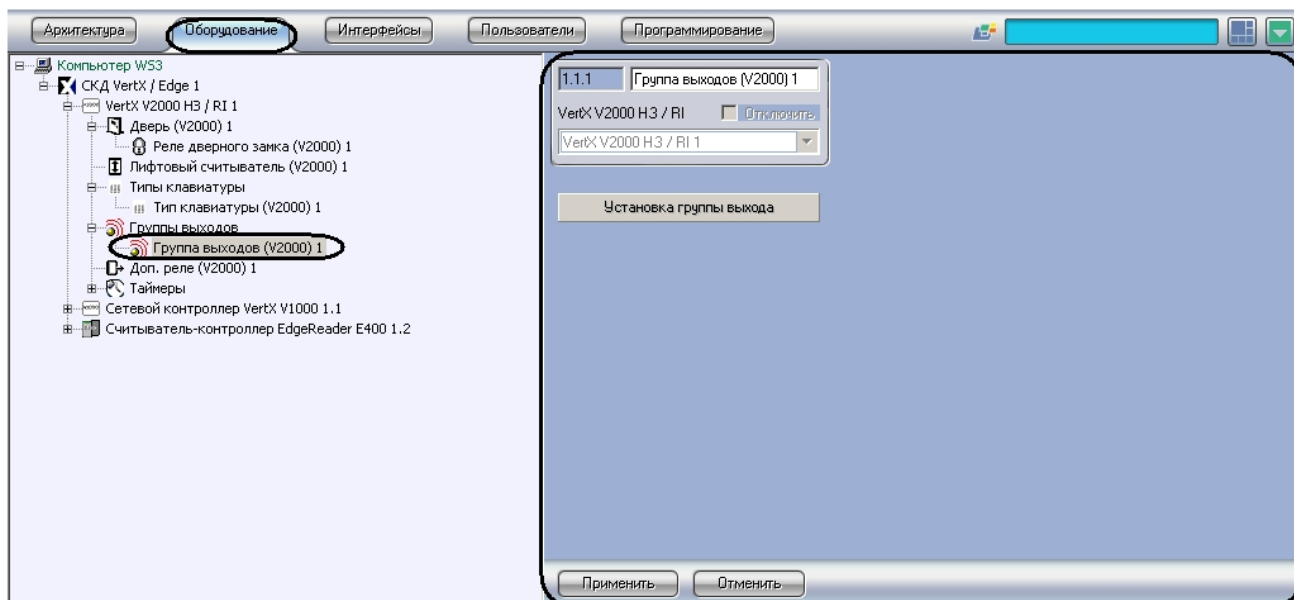 Архитектура Оборудование Интерфейсы Пользователи Программирование
Компьютер WS3
СКД VertX / Edge 1
VertX V2000 H3 / RI 1
Дверь (V2000) 1
Реле дверного замка (V2000) 1
Лифтовый считыватель (V2000) 1
Типы клавиатуры
Тип клавиатуры (V2000) 1
Группы выходов
Группа выходов (V2000) 1
Доп. реле (V2000) 1
Таймеры
Сетевой контроллер VertX V1000 1.1
Считыватель-контроллер EdgeReader E400 1.2
1.1.1 Группа выходов (V2000) 1
VertX V2000 H3 / RI Отключить
VertX V2000 H3 / RI 1
Установка группы выхода
Применить Отменить